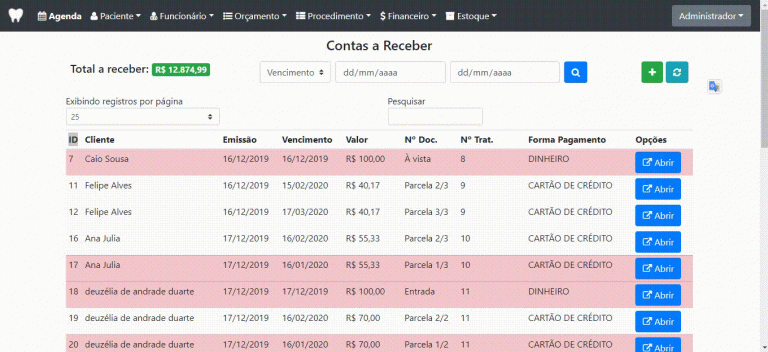 Agenda Paciente Funcionário Orçamento Procedimento $ Financeiro Estoque Administrador
Contas a Receber
Total a receber: R$ 12.874,99 Vencimento dd/mm/aaaa dd/mm/aaaa
Exibindo registros por página Pesquisar
25
ID Cliente Emissão Vencimento Valor Nº Doc. Nº Trat. Forma Pagamento Opções
7 Caio Sousa 16/12/2019 16/12/2019 R$ 100,00 À vista 8 DINHEIRO Abrir
11 Felipe Alves 16/12/2019 15/02/2020 R$ 40,17 Parcela 2/3 9 CARTÃO DE CRÉDITO Abrir
12 Felipe Alves 16/12/2019 17/03/2020 R$ 40,17 Parcela 3/3 9 CARTÃO DE CRÉDITO Abrir
16 Ana Julia 17/12/2019 16/02/2020 R$ 55,33 Parcela 2/3 10 CARTÃO DE CRÉDITO Abrir
17 Ana Julia 17/12/2019 16/01/2020 R$ 55,33 Parcela 1/3 10 CARTÃO DE CRÉDITO Abrir
18 deuzélia de andrade duarte 17/12/2019 17/12/2019 R$ 100,00 Entrada 11 DINHEIRO Abrir
19 deuzélia de andrade duarte 17/12/2019 16/02/2020 R$ 70,00 Parcela 2/2 11 CARTÃO DE CRÉDITO Abrir
20 deuzélia de andrade duarte 17/12/2019 16/01/2020 R$ 70,00 Parcela 1/2 11 CARTÃO DE CRÉDITO Abrir